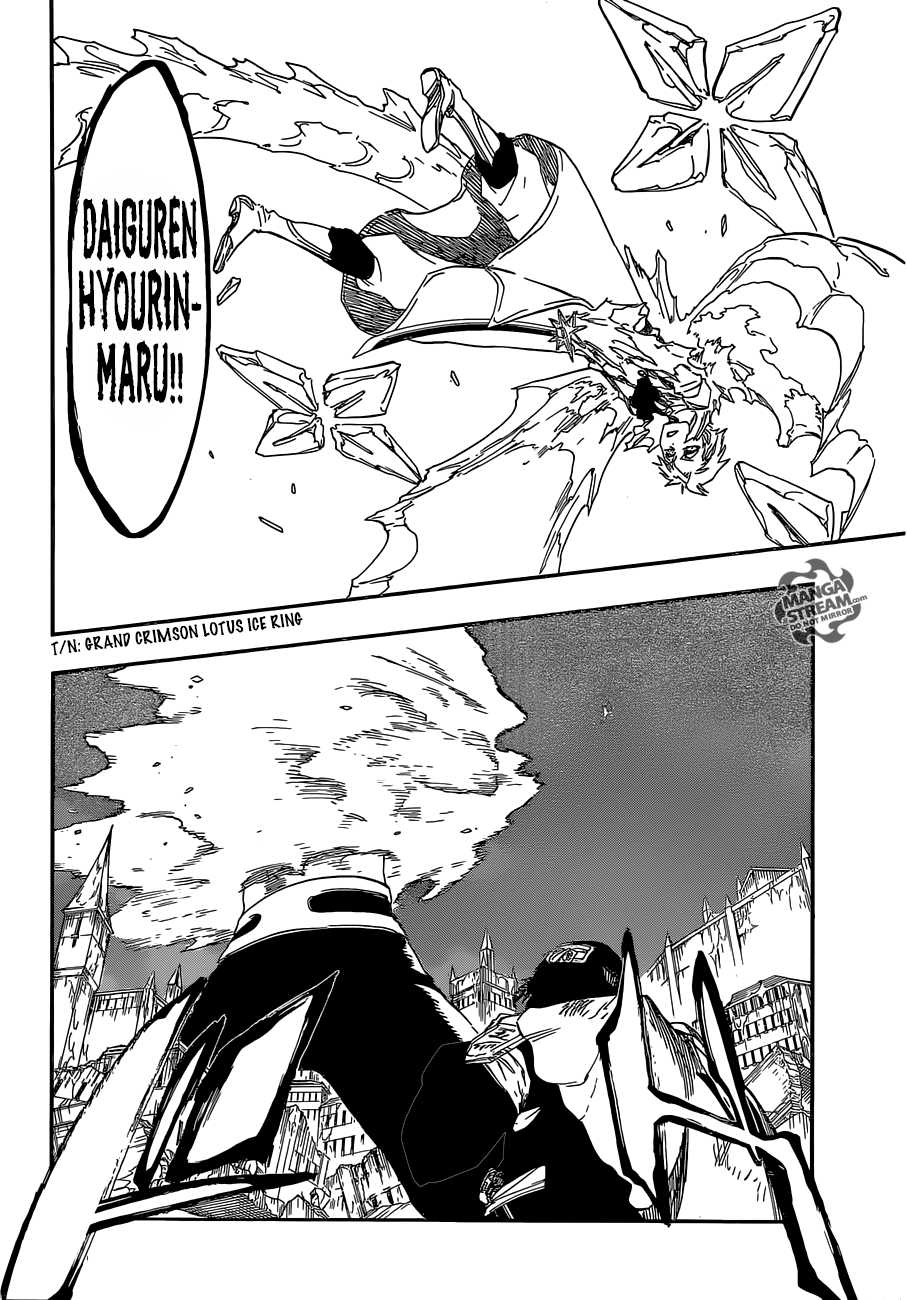 DAIGUREN
HYOURIN-
MARU!!
MANGA
STREAM.com
DO NOT MIRROR
T/N: GRAND CRIMSON LOTUS ICE RING